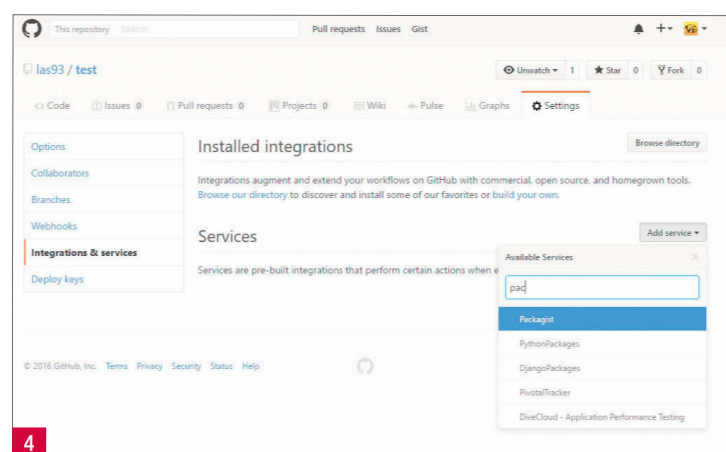 This repository Search Pull requests Issues Gist
las93 / test Unwatch 1 Star 0 Fork 0
Code Issues 0 Pull requests 0 Projects 0 Wiki Pulse Graphs Settings
Options
Collaborators
Branches
Webhooks
Integrations & services
Deploy keys
Installed integrations Browse directory
Integrations augment and extend your workflows on GitHub with commercial, open source, and homegrown tools.
Browse our directory to discover and install some of our favorites or build your own.
Services Add service
Services are pre-built integrations that perform certain actions when e
Available Services
pac
Packagist
PythonPackages
DjangoPackages
PivotalTracker
DiveCloud - Application Performance Testing
© 2016 GitHub, Inc. Terms Privacy Security Status Help
4